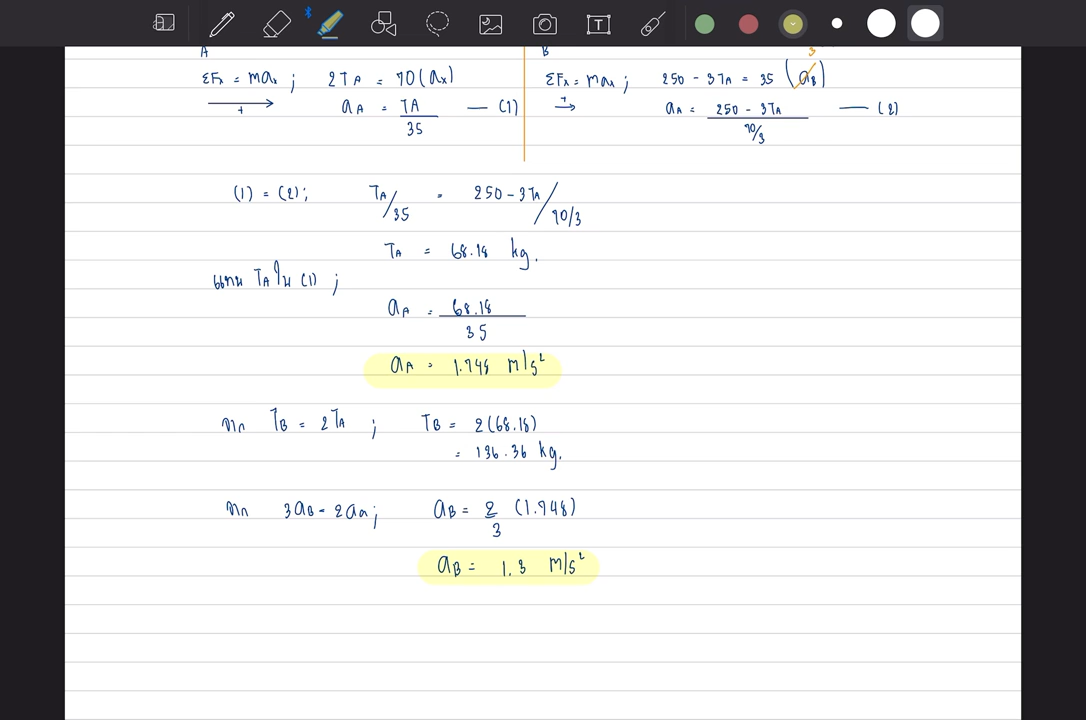 A
ΣFx = max ; 2TA = 70(ax)
aA = TA/35 — (1)
B
ΣFx = max ; 250 - 3TA = 35 (aB) 3
aA = 250 - 3TA / 70/3 — (2)
(1) = (2); TA/35 = 250 - 3TA / 70/3
TA = 68.18 kg.
แทน TA ใน (1) ;
aA = 68.18/35
aA = 1.948 m/s²
จาก TB = 2TA ; TB = 2(68.18)
= 136.36 kg.
จาก 3aB = 2aA ; aB = 2/3 (1.948)
aB = 1.3 m/s²